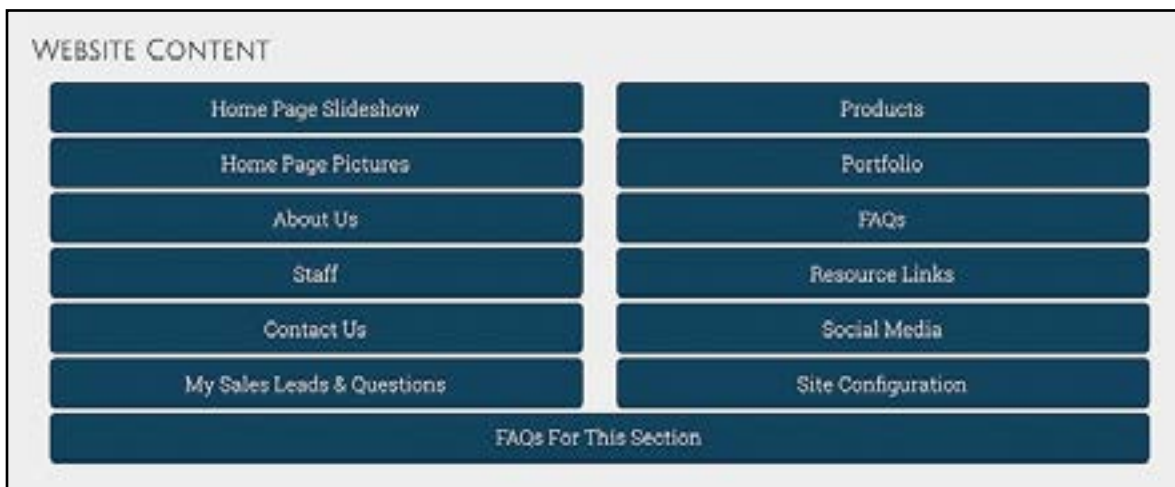 Website Content
Home Page Slideshow
Products
Home Page Pictures
Portfolio
About Us
FAQs
Staff
Resource Links
Contact Us
Social Media
My Sales Leads & Questions
Site Configuration
FAQs For This Section